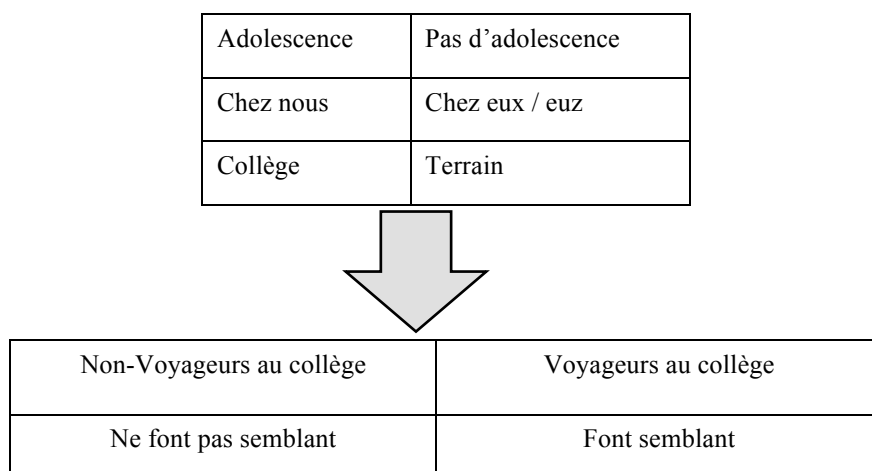 Adolescence Pas d’adolescence
Chez nous Chez eux / euz
Collège Terrain
Non-Voyageurs au collège Voyageurs au collège
Ne font pas semblant Font semblant